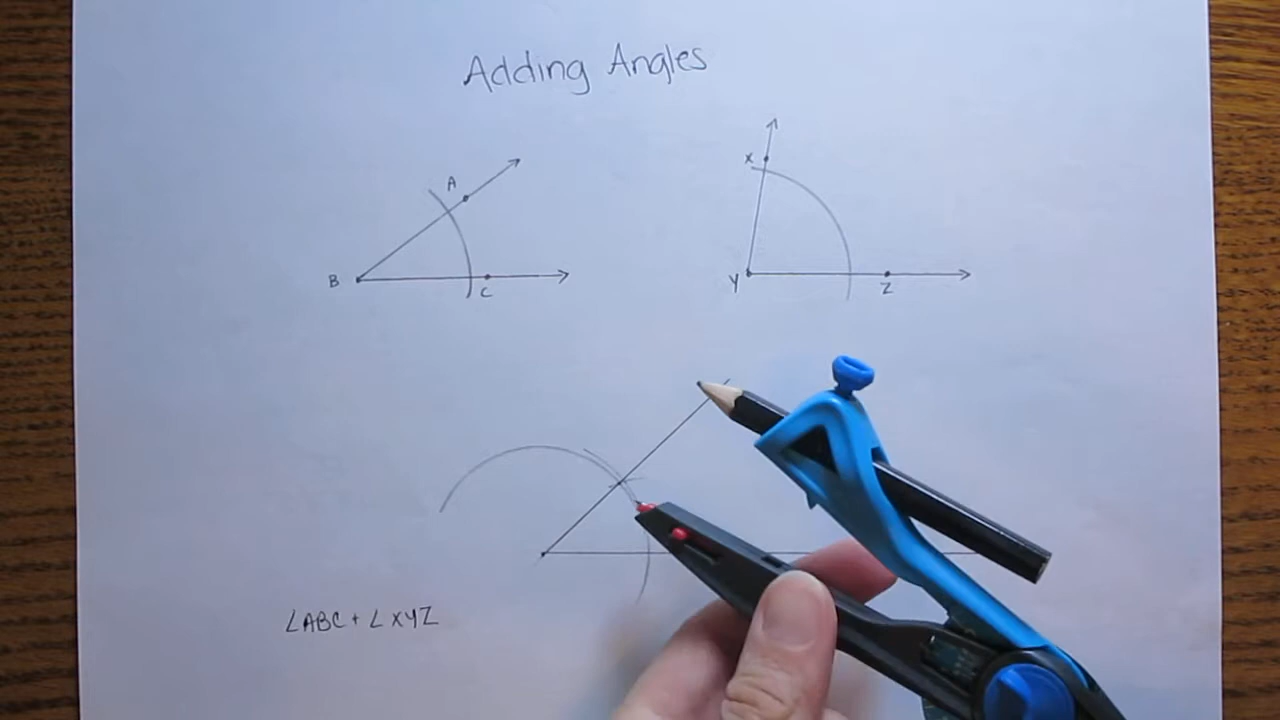 Adding Angles
A
B
C
X
Y
Z
∠ABC + ∠XYZ